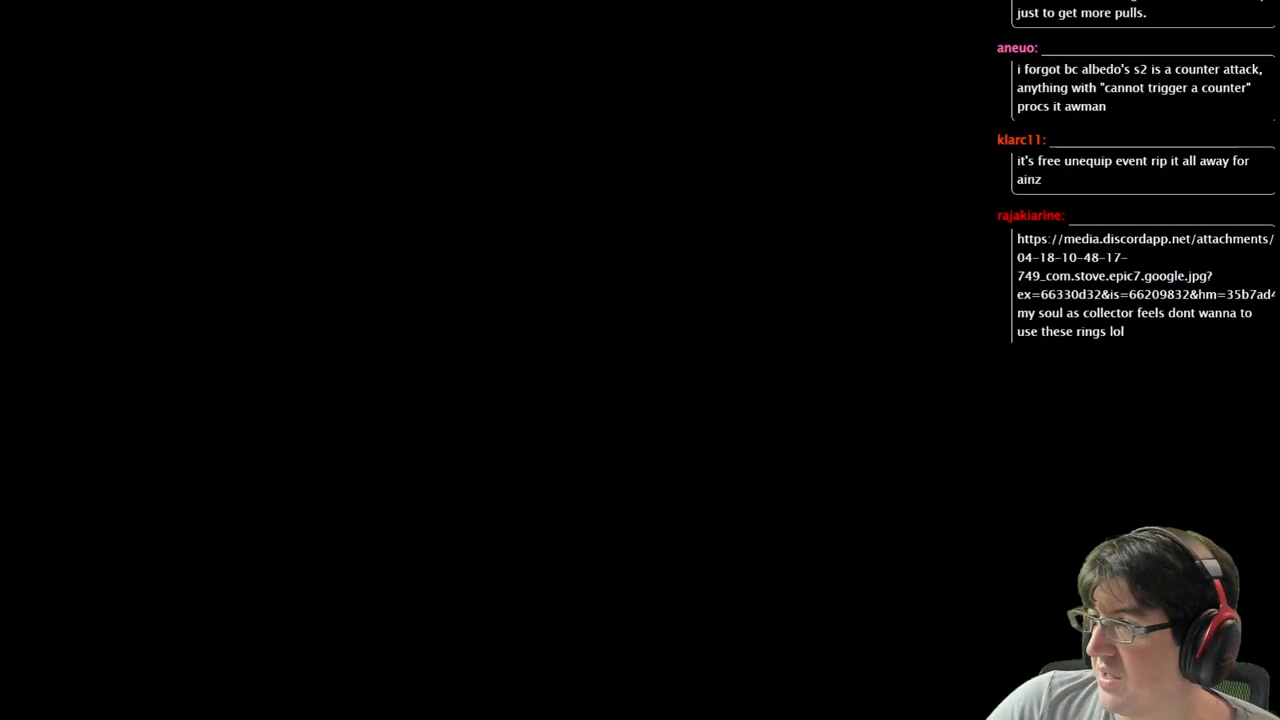 just to get more pulls.
aneuo:
i forgot bc albedo's s2 is a counter attack,
anything with "cannot trigger a counter"
procs it awman
klarc11:
it's free unequip event rip it all away for
ainz
rajakiarine:
https://media.discordapp.net/attachments/
04-18-10-48-17-
749_com.stove.epic7.google.jpg?
ex=66330d32&is=66209832&hm=35b7ad
my soul as collector feels dont wanna to
use these rings lol